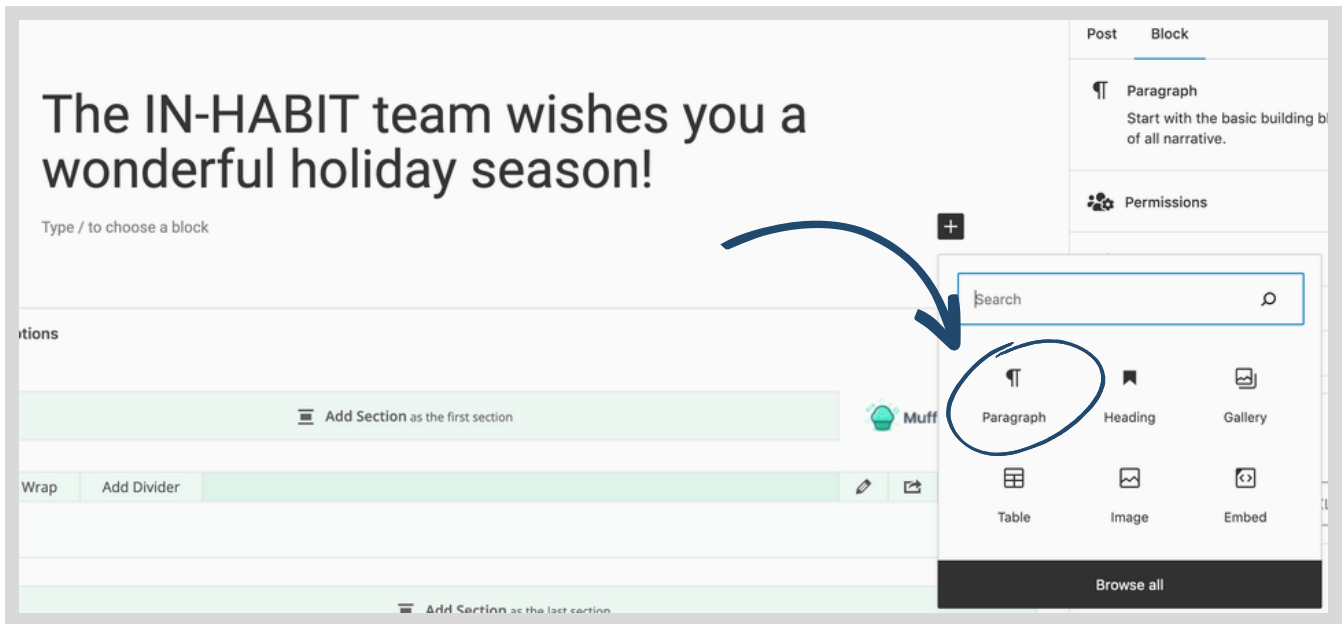 Post Block
The IN-HABIT team wishes you a
wonderful holiday season!
Type / to choose a block
Paragraph
Start with the basic building
of all narrative.
Permissions
Search
Paragraph Heading Gallery
Table Image Embed
Browse all
Add Section as the first section
Wrap Add Divider
Add Section as the last section